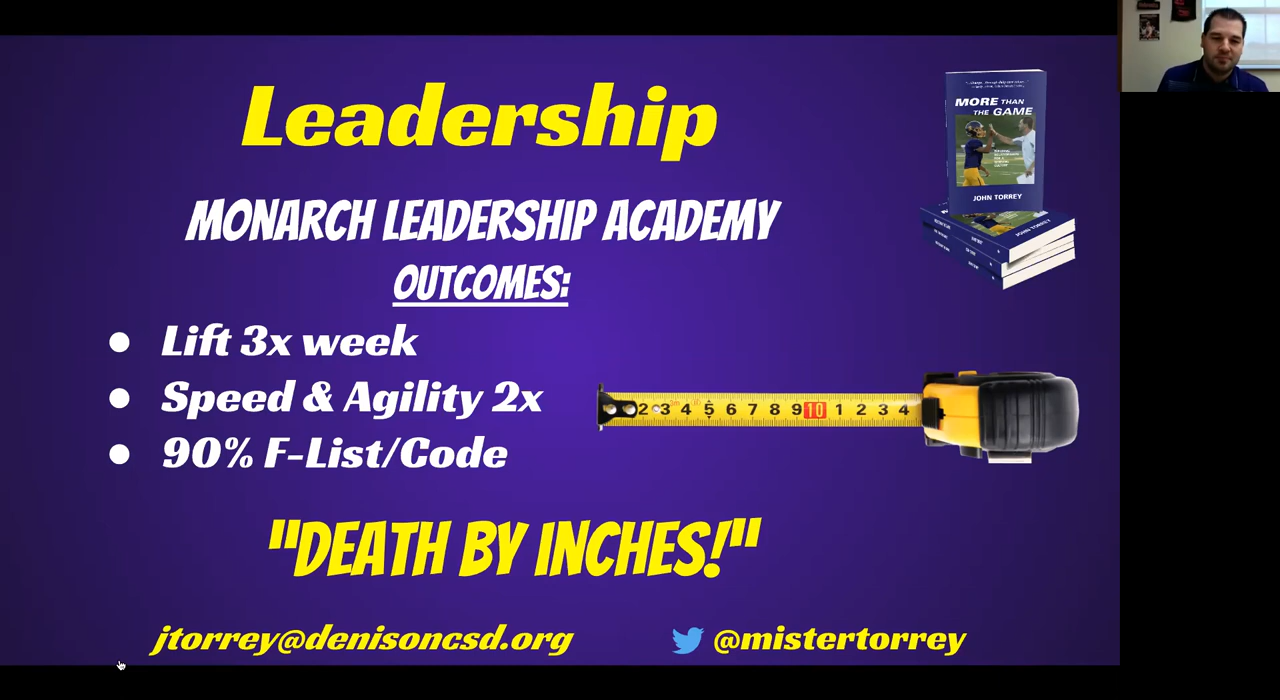 Leadership
MONARCH LEADERSHIP ACADEMY
OUTCOMES:
Lift 3x week
Speed & Agility 2x
90% F-List/Code
"DEATH BY INCHES!"
jtorrey@denisoncsd.org
@mistertorrey
MORE THAN
THE GAME
JOHN TORREY
2 3 4 5 6 7 8 9 10 1 2 3 4